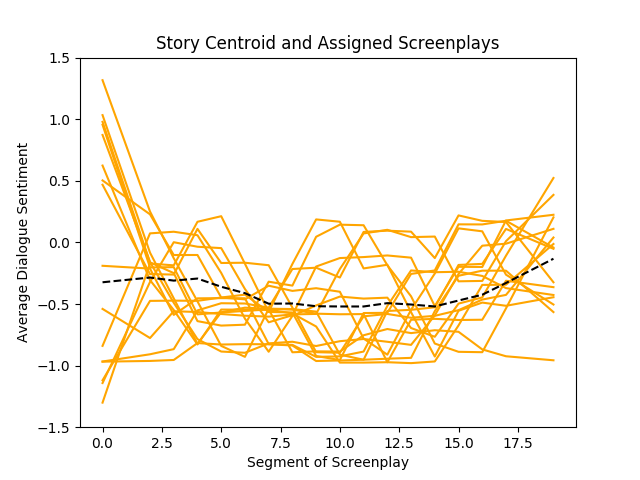 Story Centroid and Assigned Screenplays
1.5
1.0
0.5
0.0
−0.5
−1.0
−1.5
Average Dialogue Sentiment
0.0 2.5 5.0 7.5 10.0 12.5 15.0 17.5
Segment of Screenplay